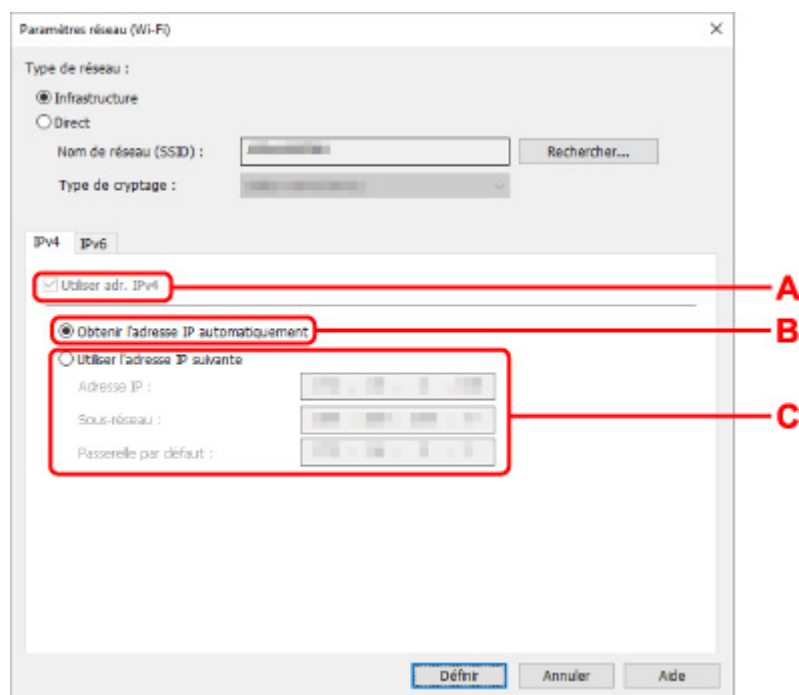 Paramètres réseau (Wi-Fi)
Type de réseau :
Infrastructure
Direct
Nom de réseau (SSID) :
Rechercher...
Type de cryptage :
IPv4 IPv6
Utiliser adr. IPv4
A
Obtenir l'adresse IP automatiquement
B
Utiliser l'adresse IP suivante
Adresse IP :
Sous-réseau :
C
Passerelle par défaut :
Définir Annuler Aide